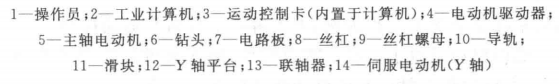 1—操作员;2—工业计算机;3—运动控制卡(内置于计算机);4—电动机驱动器;
5—主轴电动机;6—钻头;7—电路板;8—丝杠;9—丝杠螺母;10—导轨;
11—滑块;12—Y 轴平台;13—联轴器;14—伺服电动机(Y 轴)